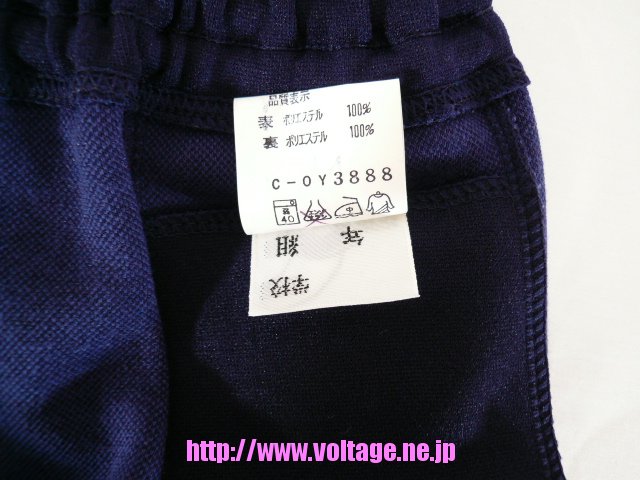 品質表示
表 ポリエステル 100%
裏 ポリエステル 100%
C-OY3888
40 中
年 組
学校
http://www.voltage.ne.jp